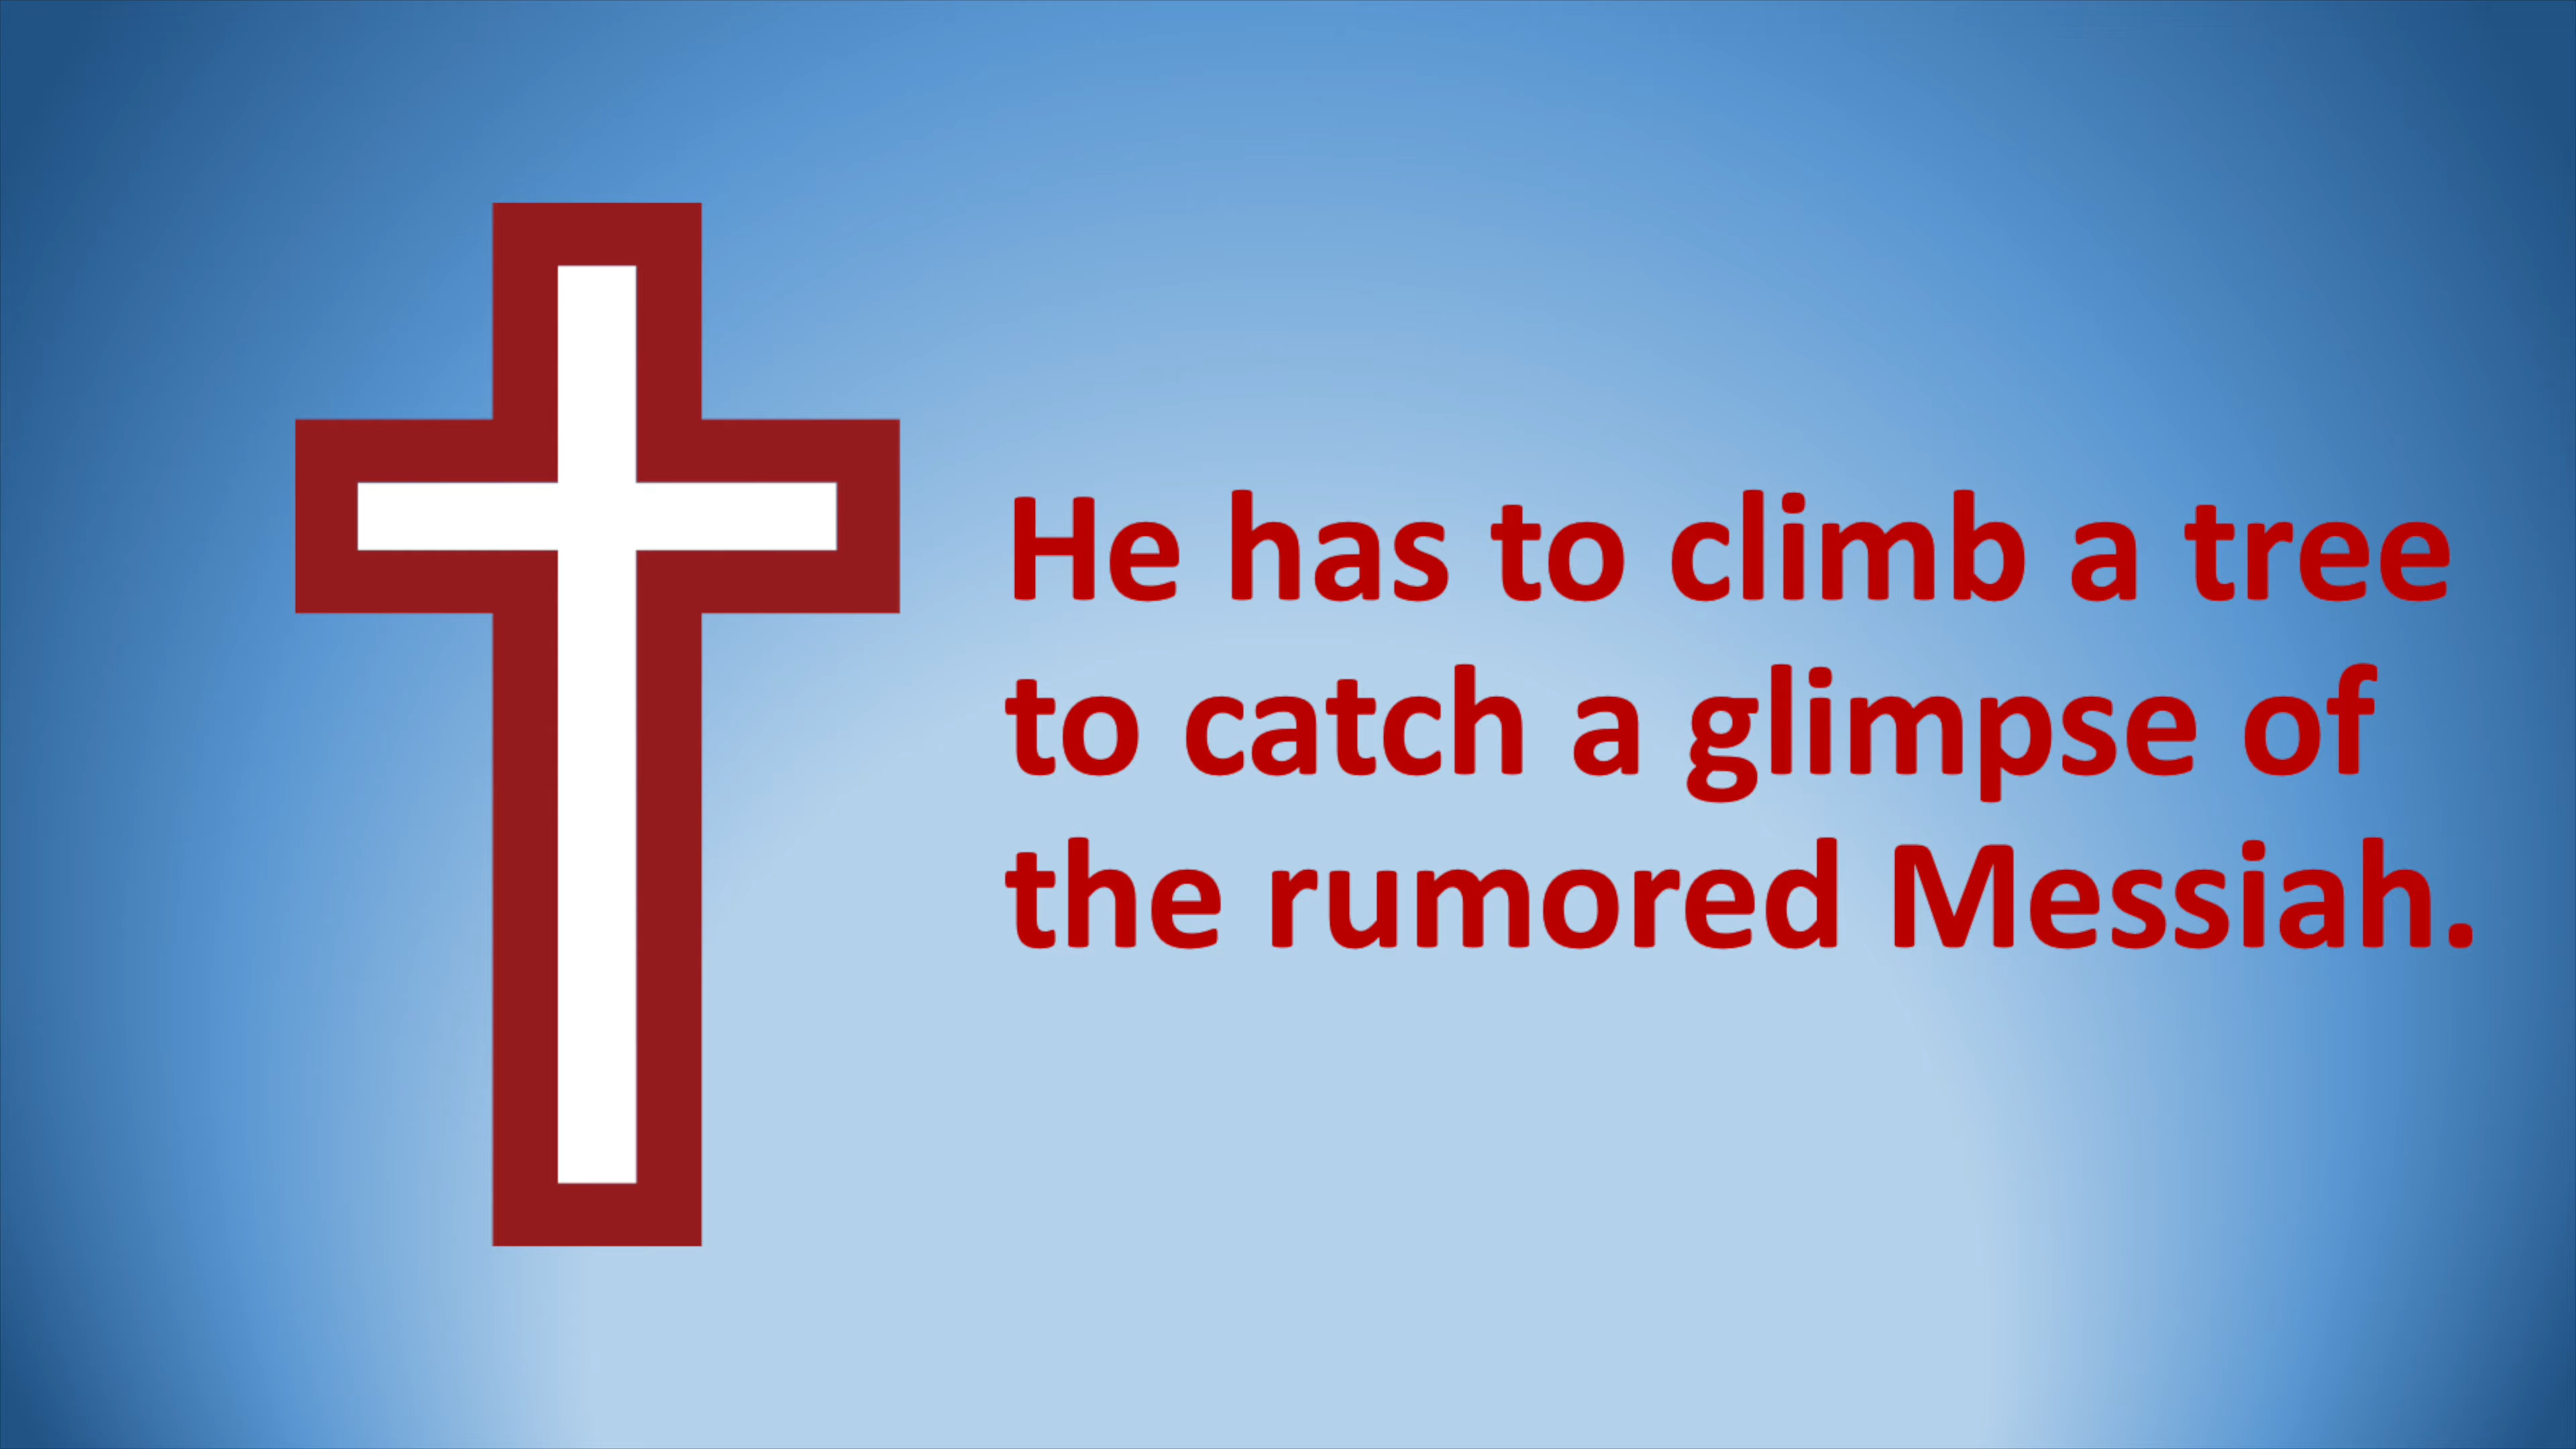 He has to climb a tree
to catch a glimpse of
the rumored Messiah.